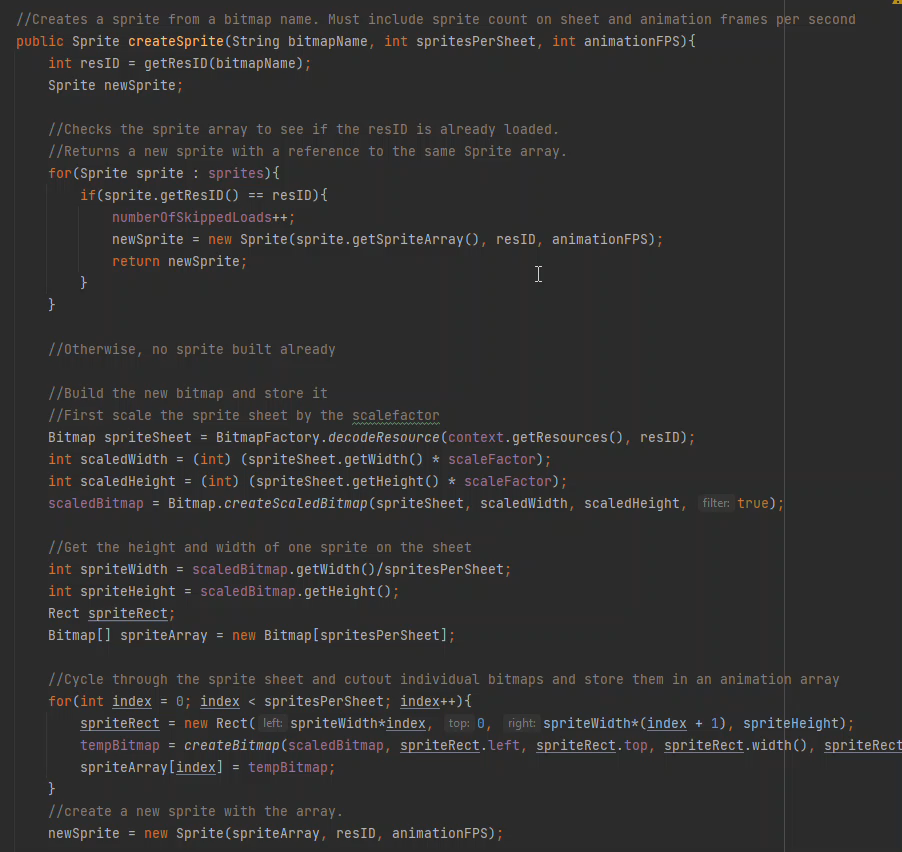 //Creates a sprite from a bitmap name. Must include sprite count on sheet and animation frames per second
public Sprite createSprite(String bitmapName, int spritesPerSheet, int animationFPS){
    int resID = getResID(bitmapName);
    Sprite newSprite;

    //Checks the sprite array to see if the resID is already loaded.
    //Returns a new sprite with a reference to the same Sprite array.
    for(Sprite sprite : sprites){
        if(sprite.getResID() == resID){
            numberOfSkippedLoads++;
            newSprite = new Sprite(sprite.getSpriteArray(), resID, animationFPS);
            return newSprite;
        }
    }

    //Otherwise, no sprite built already

    //Build the new bitmap and store it
    //First scale the sprite sheet by the scalefactor
    Bitmap spriteSheet = BitmapFactory.decodeResource(context.getResources(), resID);
    int scaledWidth = (int) (spriteSheet.getWidth() * scaleFactor);
    int scaledHeight = (int) (spriteSheet.getHeight() * scaleFactor);
    scaledBitmap = Bitmap.createScaledBitmap(spriteSheet, scaledWidth, scaledHeight, filter: true);

    //Get the height and width of one sprite on the sheet
    int spriteWidth = scaledBitmap.getWidth()/spritesPerSheet;
    int spriteHeight = scaledBitmap.getHeight();
    Rect spriteRect;
    Bitmap[] spriteArray = new Bitmap[spritesPerSheet];

    //Cycle through the sprite sheet and cutout individual bitmaps and store them in an animation array
    for(int index = 0; index < spritesPerSheet; index++){
        spriteRect = new Rect( left: spriteWidth*index, top: 0, right: spriteWidth*(index + 1), spriteHeight);
        tempBitmap = createBitmap(scaledBitmap, spriteRect.left, spriteRect.top, spriteRect.width(), spriteRect
        spriteArray[index] = tempBitmap;
    }
    //create a new sprite with the array.
    newSprite = new Sprite(spriteArray, resID, animationFPS);